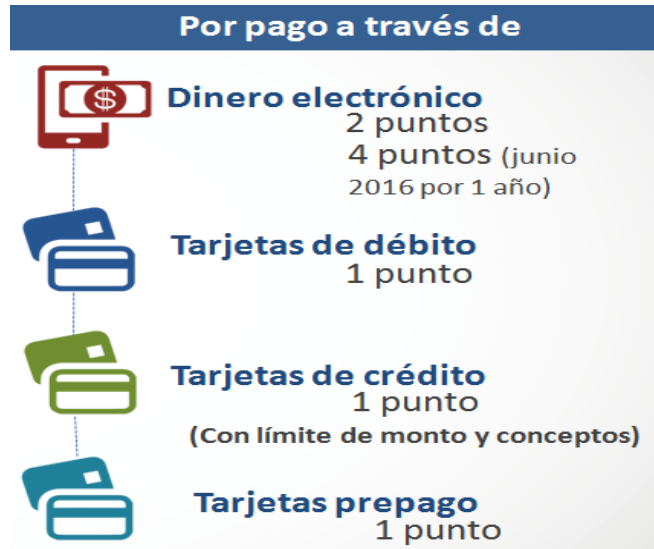 Por pago a través de
$
Dinero electrónico
2 puntos
4 puntos (junio
2016 por 1 año)
Tarjetas de débito
1 punto
Tarjetas de crédito
1 punto
(Con límite de monto y conceptos)
Tarjetas prepago
1 punto